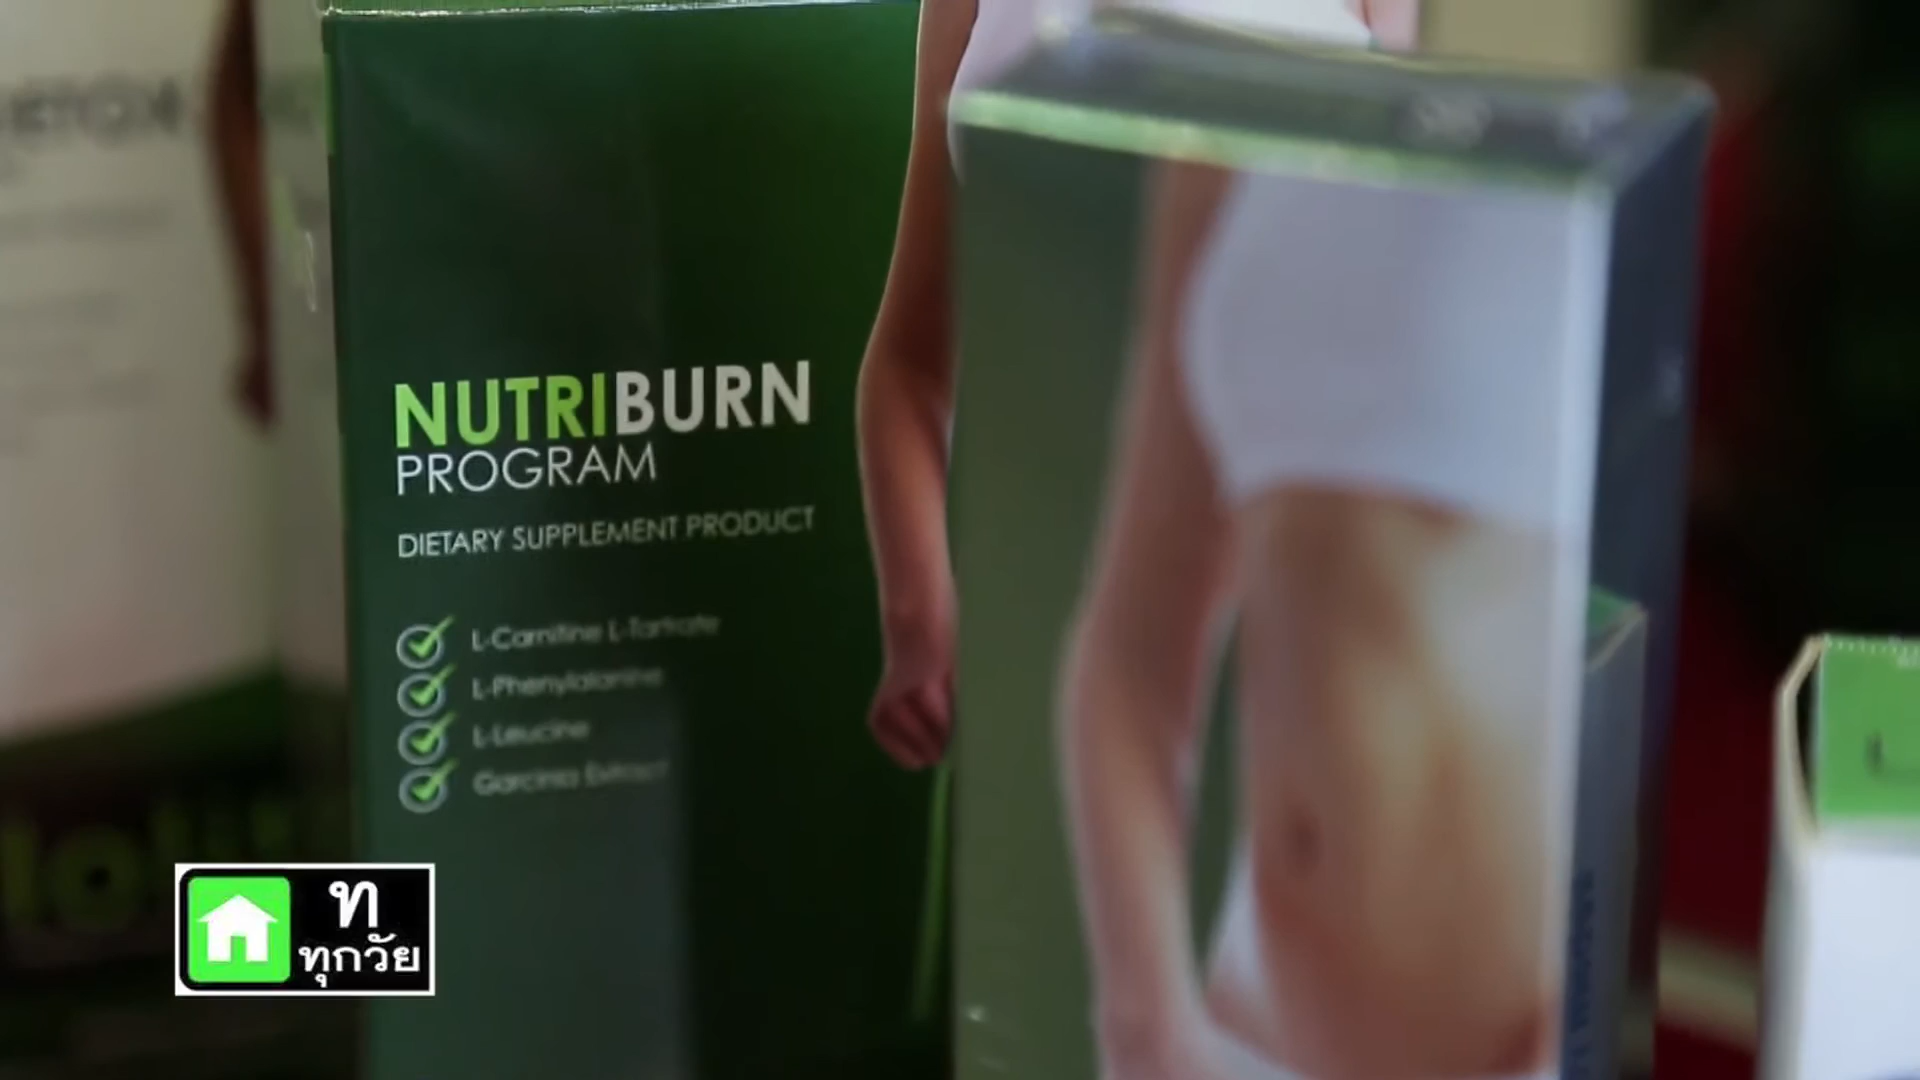 NUTRIBURN
PROGRAM
DIETARY SUPPLEMENT PRODUCT
L-Carnitine L-Tartrate
L-Phenylalanine
L-Leucine
Garcinia Extract
ท
ทุกวัย